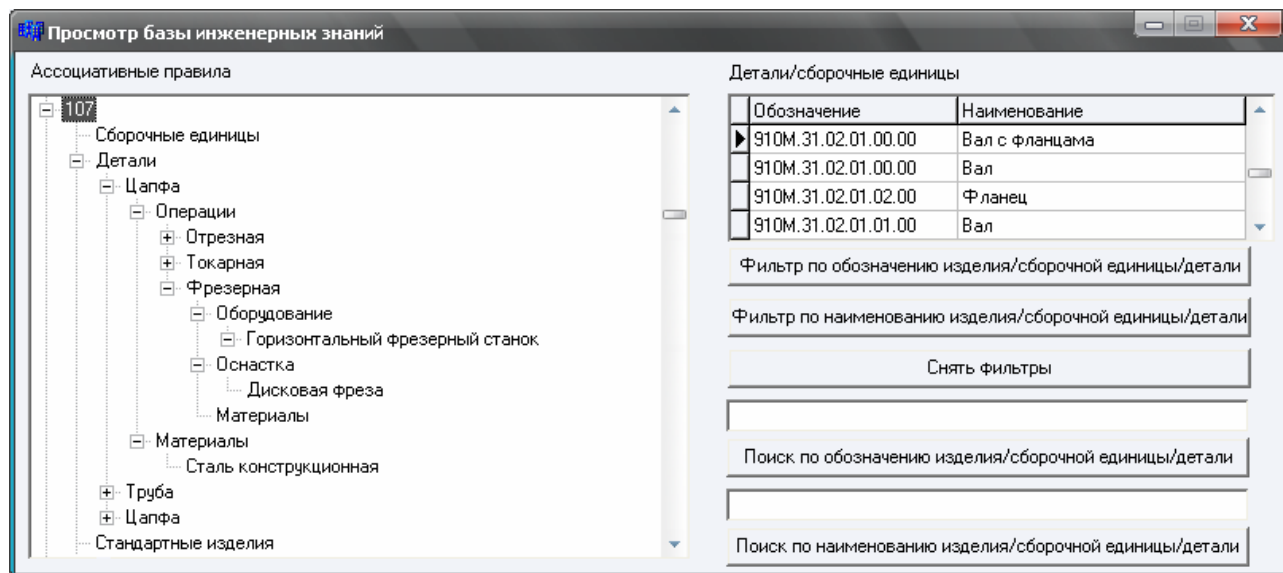 Просмотр базы инженерных знаний
Ассоциативные правила
107
Сборочные единицы
Детали
Цапфа
Операции
Отрезная
Токарная
Фрезерная
Оборудование
Горизонтальный фрезерный станок
Оснастка
Дисковая фреза
Материалы
Материалы
Сталь конструкционная
Труба
Цапфа
Стандартные изделия
Детали/сборочные единицы
Обозначение Наименование
910М.31.02.01.00.00 Вал с фланцама
910М.31.02.01.00.00 Вал
910М.31.02.01.02.00 Фланец
910М.31.02.01.01.00 Вал
Фильтр по обозначению изделия/сборочной единицы/детали
Фильтр по наименованию изделия/сборочной единицы/детали
Снять фильтры
Поиск по обозначению изделия/сборочной единицы/детали
Поиск по наименованию изделия/сборочной единицы/детали